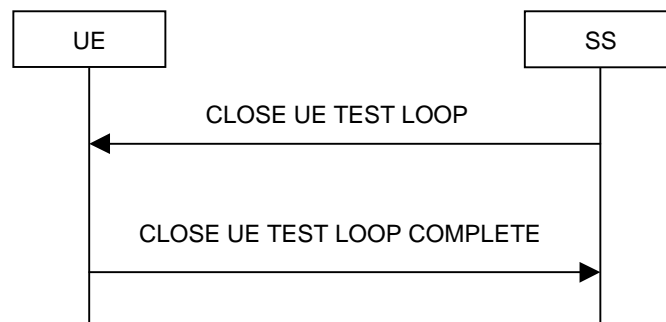 UE
SS
CLOSE UE TEST LOOP
CLOSE UE TEST LOOP COMPLETE